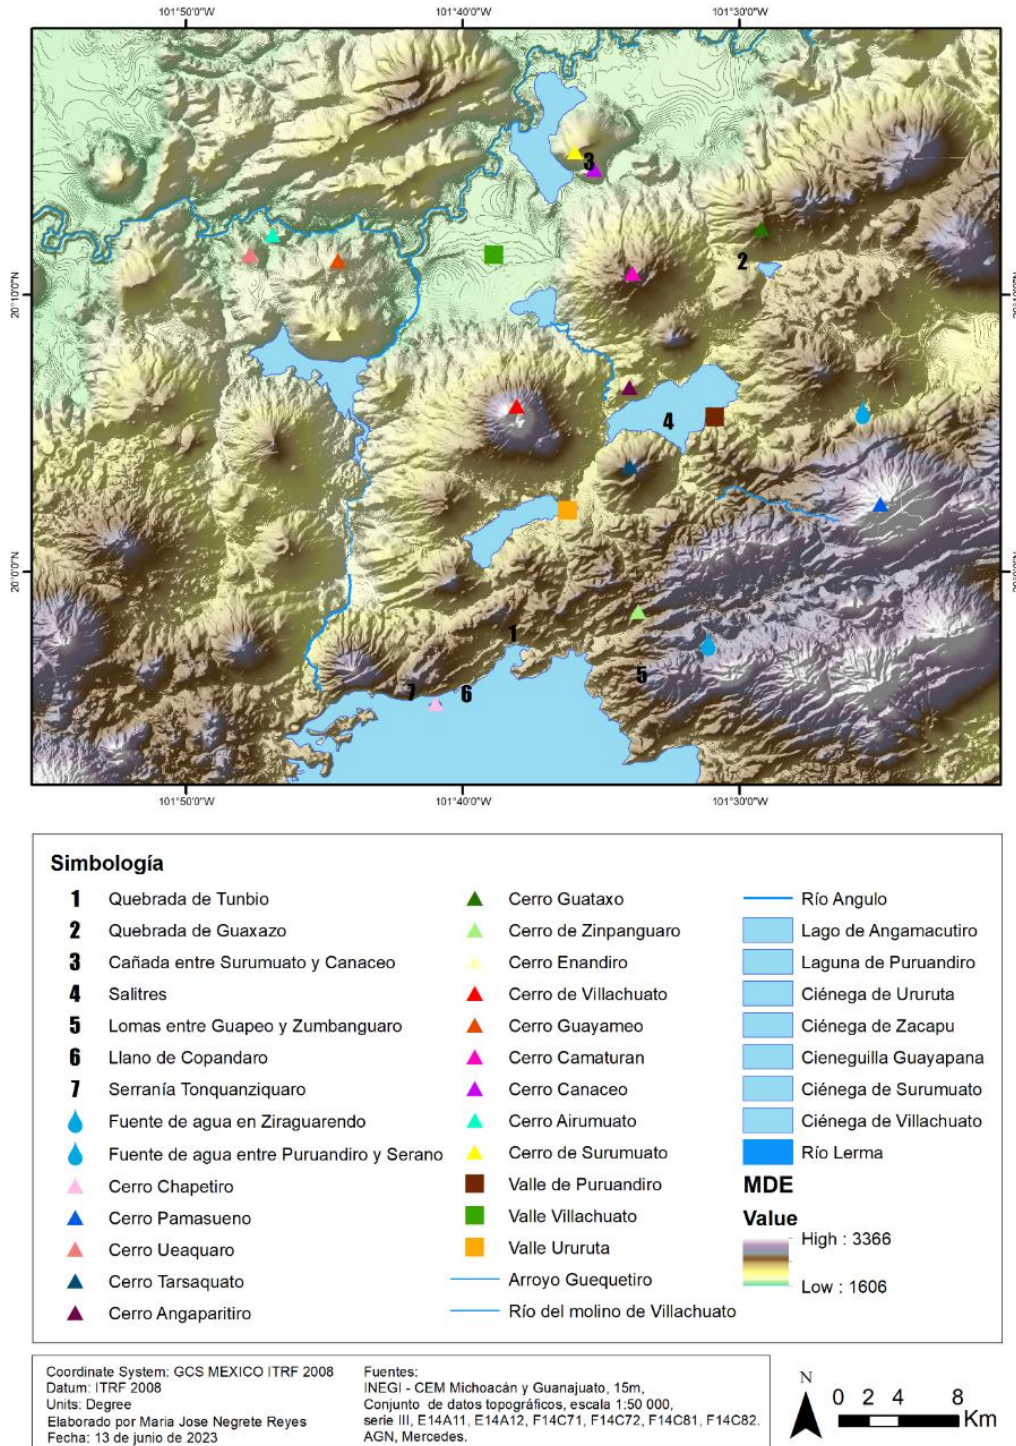 101°50'0"W 101°40'0"W 101°30'0"W
3
2
20°10'0"N 20°10'0"N
4
20°0'0"N 20°0'0"N
1
5
7 6
101°50'0"W 101°40'0"W 101°30'0"W
Simbología
1 Quebrada de Tunbio
2 Quebrada de Guaxazo
3 Cañada entre Surumuato y Canaceo
4 Salitres
5 Lomas entre Guapeo y Zumbanguaro
6 Llano de Copandaro
7 Serranía Tonquanziquaro
Fuente de agua en Ziraguarendo
Fuente de agua entre Puruandiro y Serano
Cerro Chapetiro
Cerro Pamasueno
Cerro Ueaquaro
Cerro Tarsaquato
Cerro Angaparitiro
Cerro Guataxo
Cerro de Zinpanguaro
Cerro Enandiro
Cerro de Villachuato
Cerro Guayameo
Cerro Camaturan
Cerro Canaceo
Cerro Airumuato
Cerro de Surumuato
Valle de Puruandiro
Valle Villachuato
Valle Ururuta
Arroyo Guequetiro
Río del molino de Villachuato
Río Angulo
Lago de Angamacutiro
Laguna de Puruandiro
Ciénega de Ururuta
Ciénega de Zacapu
Cieneguilla Guayapana
Ciénega de Surumuato
Ciénega de Villachuato
Río Lerma
MDE
Value
High : 3366
Low : 1606
Coordinate System: GCS MEXICO ITRF 2008
Datum: ITRF 2008
Units: Degree
Elaborado por Maria Jose Negrete Reyes
Fecha: 13 de junio de 2023
Fuentes:
INEGI - CEM Michoacán y Guanajuato, 15m,
Conjunto de datos topográficos, escala 1:50 000,
serie III, E14A11, E14A12, F14C71, F14C72, F14C81, F14C82.
AGN, Mercedes.
N
0 2 4 8
Km